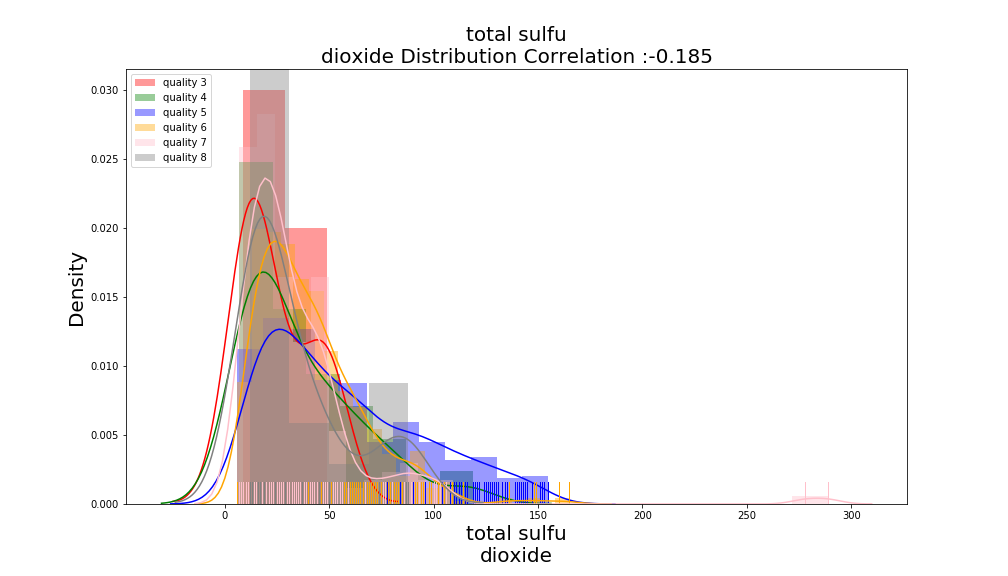 total sulfu
dioxide Distribution Correlation :-0.185
quality 3
quality 4
quality 5
quality 6
quality 7
quality 8
Density
0.030
0.025
0.020
0.015
0.010
0.005
0.000
0
50
100
150
200
250
300
total sulfu
dioxide